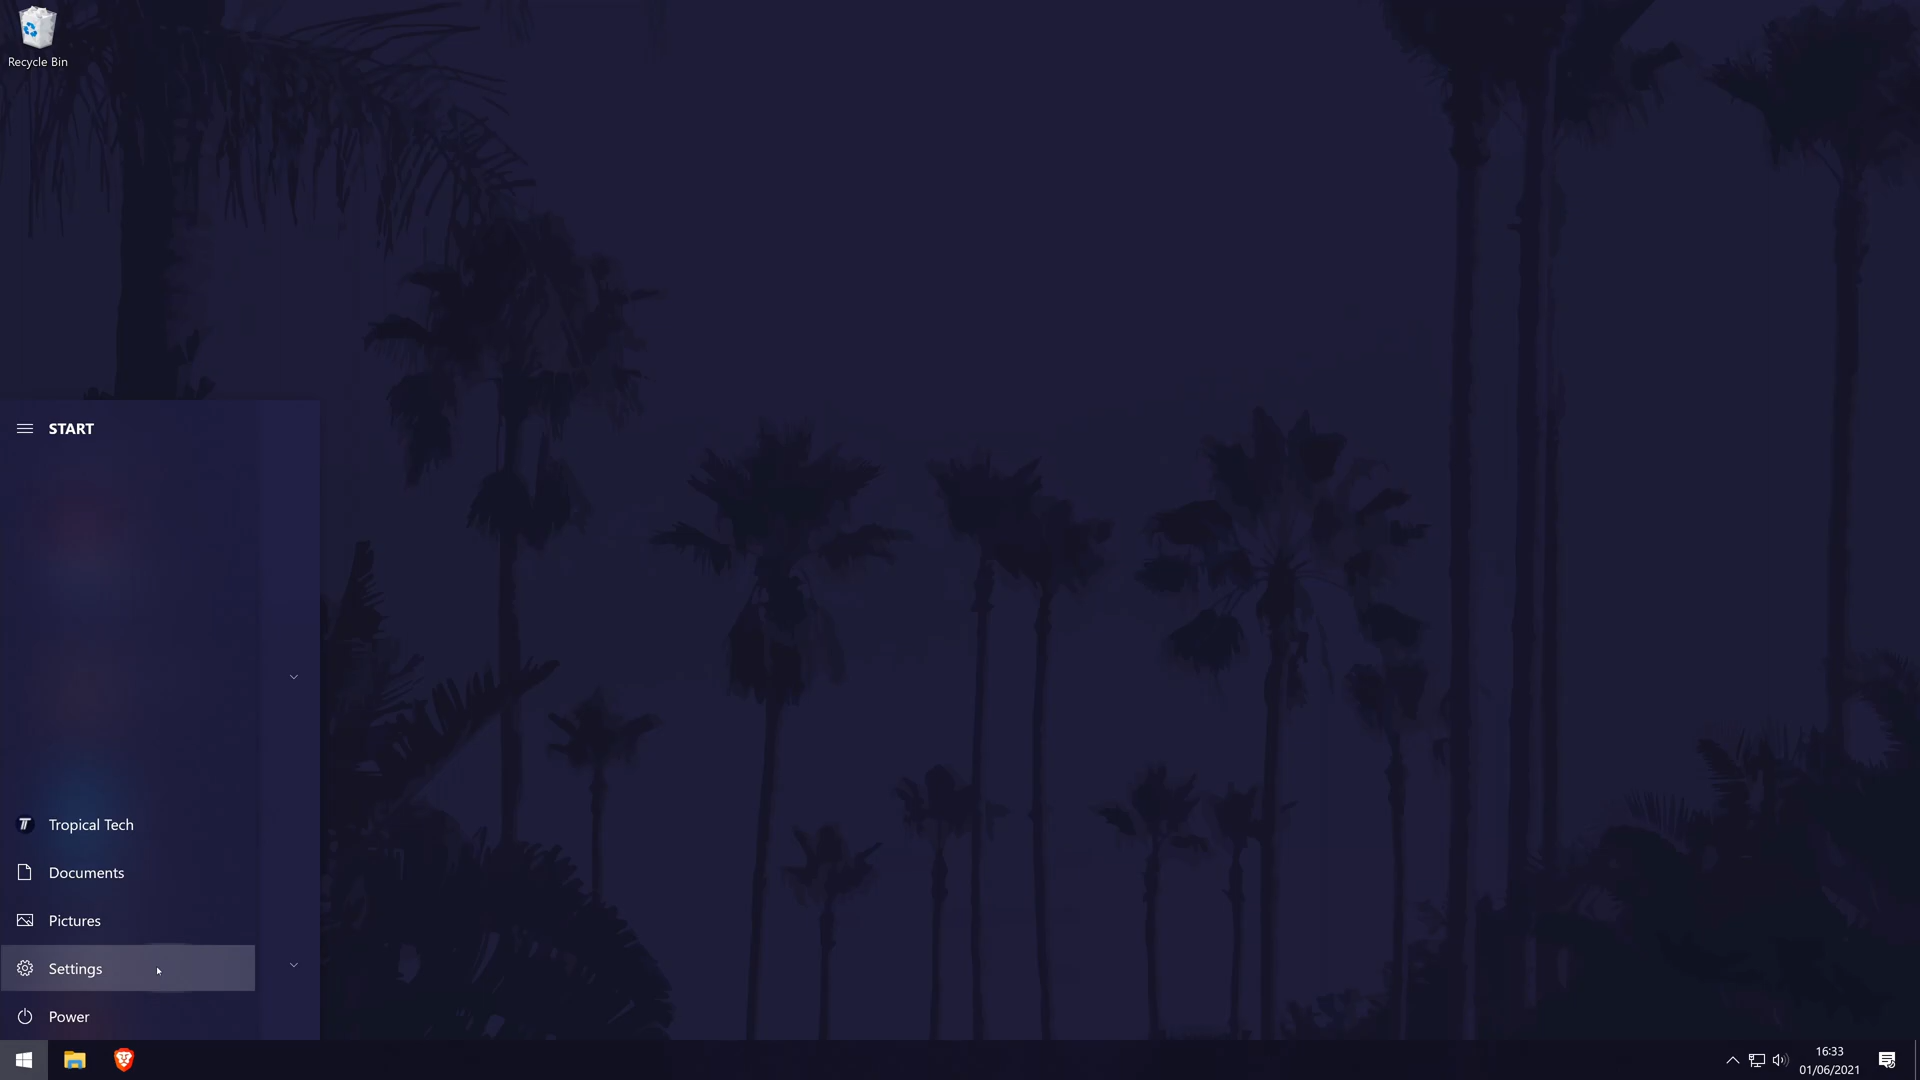 Recycle Bin
START
Tropical Tech
Documents
Pictures
Settings
Power
16:33
01/06/2021